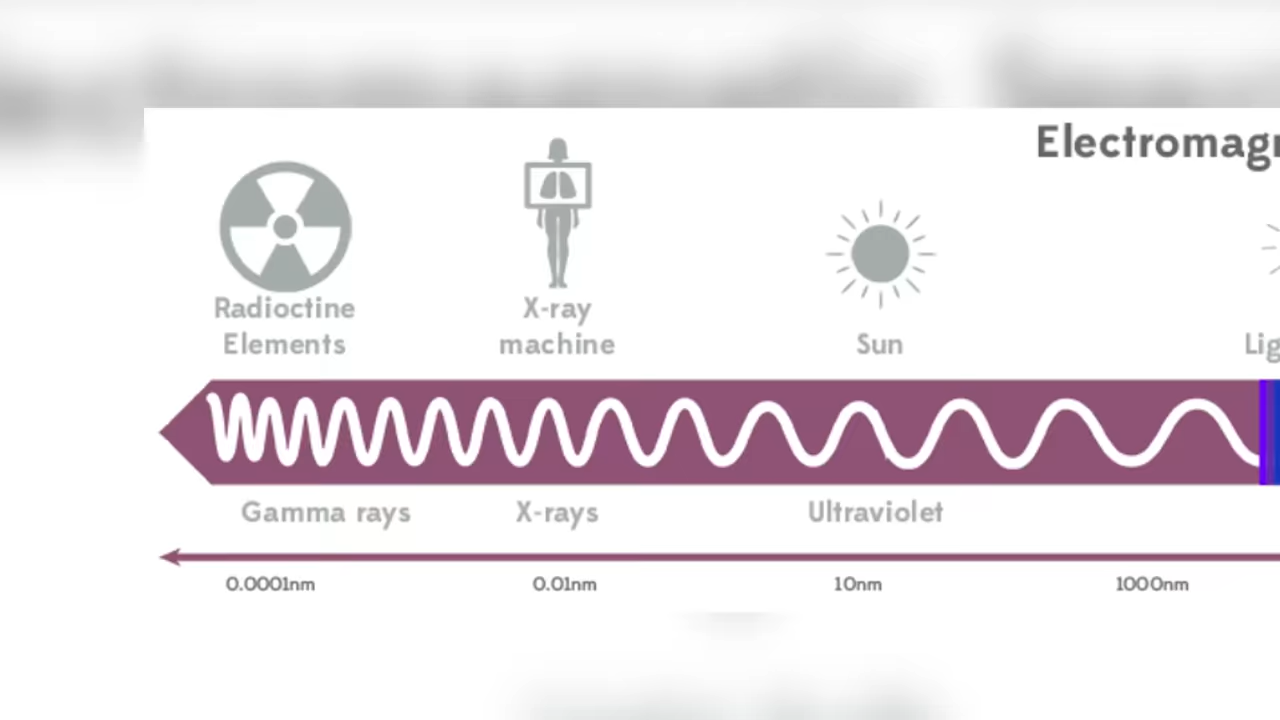 Electromagn
Radioctine
Elements
X-ray
machine
Sun
Lig
Gamma rays
X-rays
Ultraviolet
0.0001nm
0.01nm
10nm
1000nm